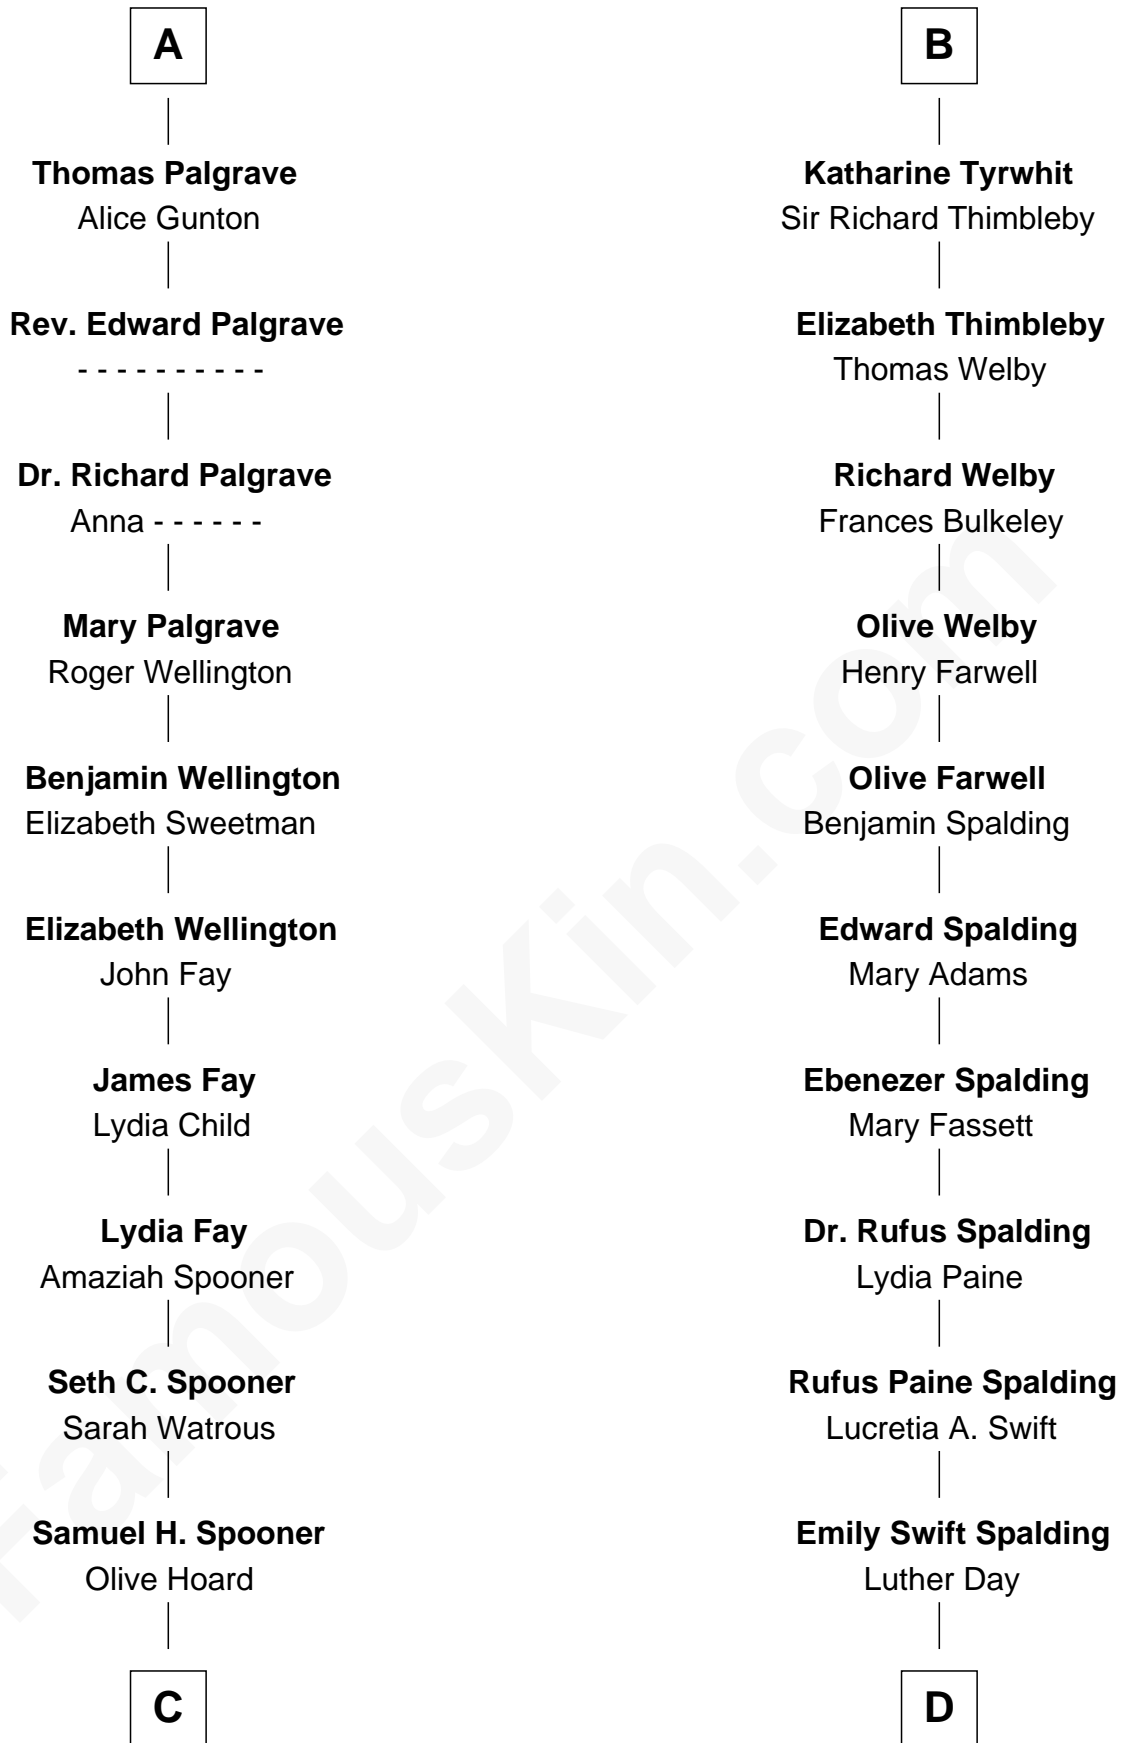 A
Thomas Palgrave
Alice Gunton
Rev. Edward Palgrave
- - - - - - - - - -
Dr. Richard Palgrave
Anna - - - - - -
Mary Palgrave
Roger Wellington
Benjamin Wellington
Elizabeth Sweetman
Elizabeth Wellington
John Fay
James Fay
Lydia Child
Lydia Fay
Amaziah Spooner
Seth C. Spooner
Sarah Watrous
Samuel H. Spooner
Olive Hoard
C
B
Katharine Tyrwhit
Sir Richard Thimbleby
Elizabeth Thimbleby
Thomas Welby
Richard Welby
Frances Bulkeley
Olive Welby
Henry Farwell
Olive Farwell
Benjamin Spalding
Edward Spalding
Mary Adams
Ebenezer Spalding
Mary Fassett
Dr. Rufus Spalding
Lydia Paine
Rufus Paine Spalding
Lucretia A. Swift
Emily Swift Spalding
Luther Day
D
FamousKin.com